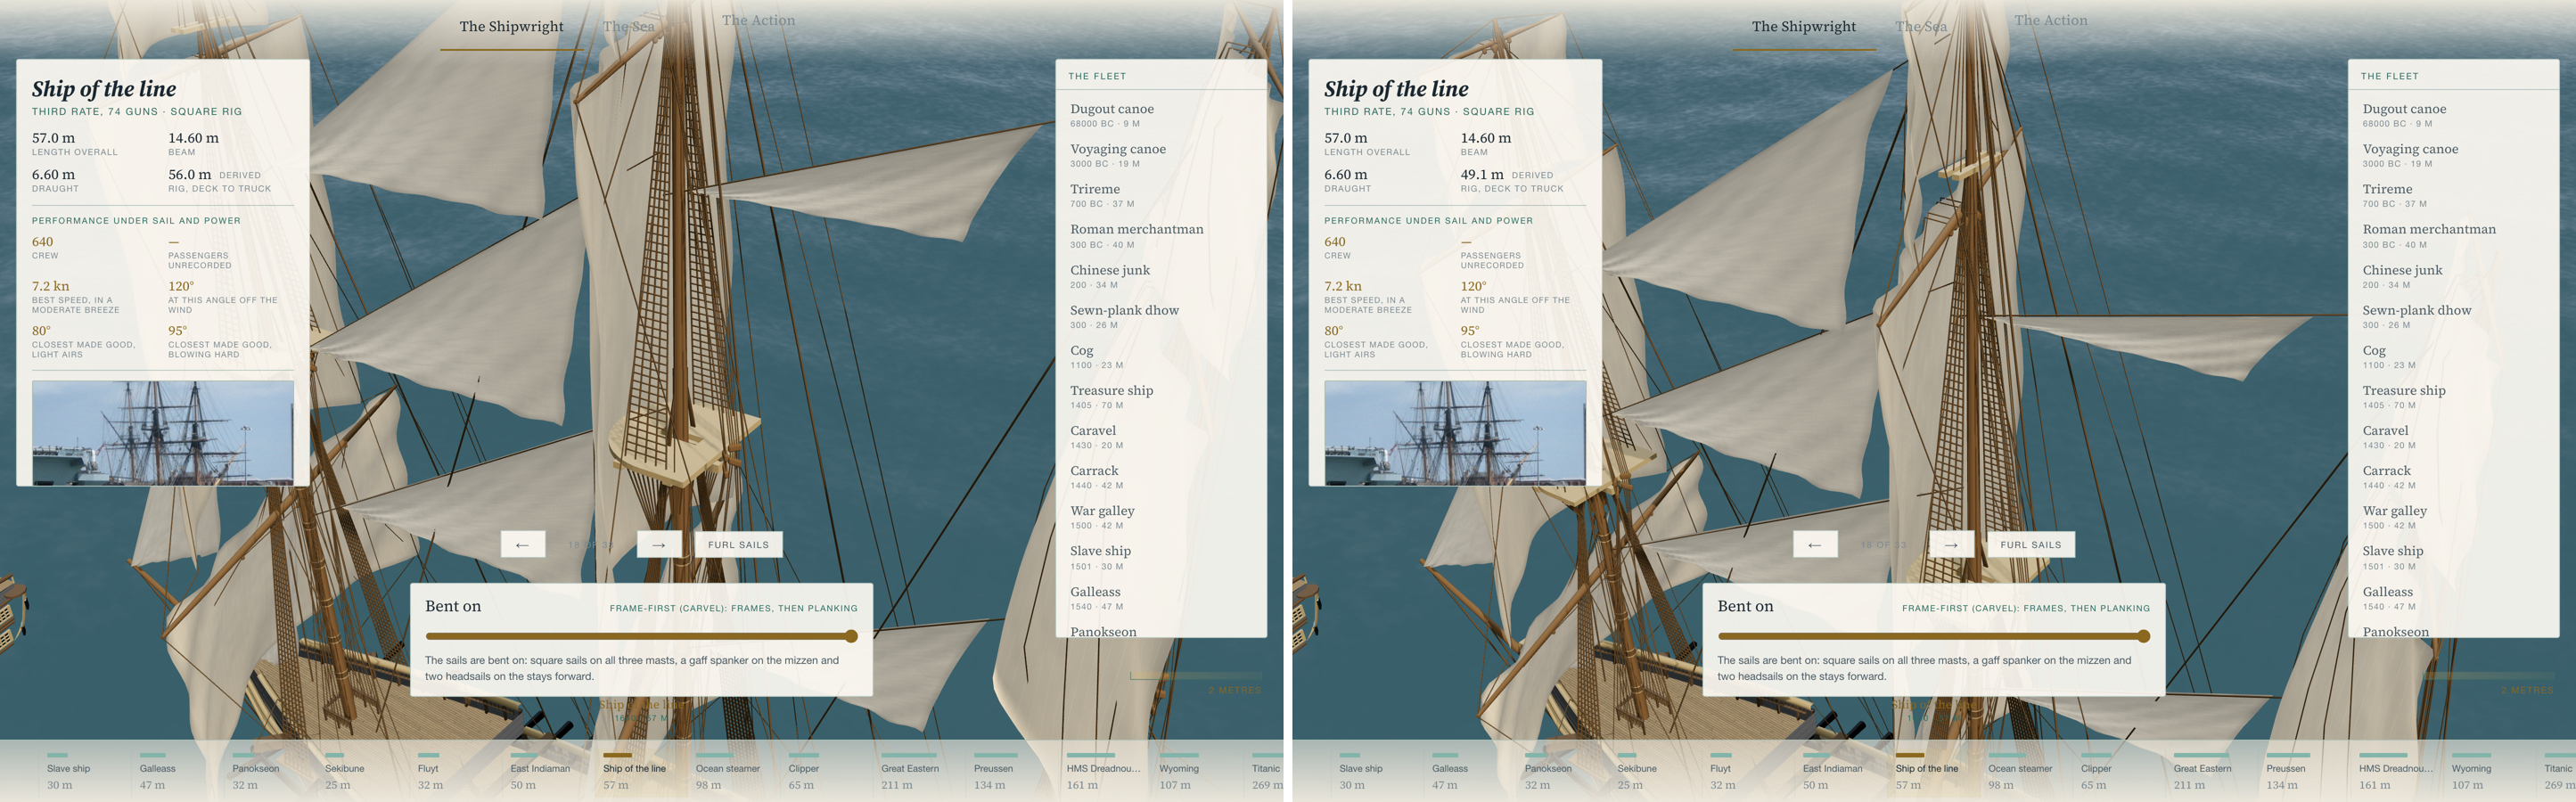 The Shipwright
The Sea
The Action
Ship of the line
THIRD RATE, 74 GUNS · SQUARE RIG
57.0 m
LENGTH OVERALL
14.60 m
BEAM
6.60 m
DRAUGHT
56.0 m DERIVED
RIG, DECK TO TRUCK
PERFORMANCE UNDER SAIL AND POWER
640
CREW
—
PASSENGERS
UNRECORDED
7.2 kn
BEST SPEED, IN A
MODERATE BREEZE
120°
AT THIS ANGLE OFF THE
WIND
80°
CLOSEST MADE GOOD,
LIGHT AIRS
95°
CLOSEST MADE GOOD,
BLOWING HARD
THE FLEET
Dugout canoe
68000 BC · 9 M
Voyaging canoe
3000 BC · 19 M
Trireme
700 BC · 37 M
Roman merchantman
300 BC · 40 M
Chinese junk
200 · 34 M
Sewn-plank dhow
300 · 26 M
Cog
1100 · 23 M
Treasure ship
1405 · 70 M
Caravel
1430 · 20 M
Carrack
1440 · 42 M
War galley
1500 · 42 M
Slave ship
1501 · 30 M
Galleass
1540 · 47 M
Panokseon
←
18 OF 33
→
FURL SAILS
Bent on
FRAME-FIRST (CARVEL): FRAMES, THEN PLANKING
The sails are bent on: square sails on all three masts, a gaff spanker on the mizzen and
two headsails on the stays forward.
2 METRES
Ship of the line
57 M
Slave ship
30 m
Galleass
47 m
Panokseon
32 m
Sekibune
25 m
Fluyt
32 m
East Indiaman
50 m
Ship of the line
57 m
Ocean steamer
98 m
Clipper
65 m
Great Eastern
211 m
Preussen
134 m
HMS Dreadnou…
161 m
Wyoming
107 m
Titanic
269 m
The Shipwright
The Sea
The Action
Ship of the line
THIRD RATE, 74 GUNS · SQUARE RIG
57.0 m
LENGTH OVERALL
14.60 m
BEAM
6.60 m
DRAUGHT
49.1 m DERIVED
RIG, DECK TO TRUCK
PERFORMANCE UNDER SAIL AND POWER
640
CREW
—
PASSENGERS
UNRECORDED
7.2 kn
BEST SPEED, IN A
MODERATE BREEZE
120°
AT THIS ANGLE OFF THE
WIND
80°
CLOSEST MADE GOOD,
LIGHT AIRS
95°
CLOSEST MADE GOOD,
BLOWING HARD
THE FLEET
Dugout canoe
68000 BC · 9 M
Voyaging canoe
3000 BC · 19 M
Trireme
700 BC · 37 M
Roman merchantman
300 BC · 40 M
Chinese junk
200 · 34 M
Sewn-plank dhow
300 · 26 M
Cog
1100 · 23 M
Treasure ship
1405 · 70 M
Caravel
1430 · 20 M
Carrack
1440 · 42 M
War galley
1500 · 42 M
Slave ship
1501 · 30 M
Galleass
1540 · 47 M
Panokseon
←
18 OF 33
→
FURL SAILS
Bent on
FRAME-FIRST (CARVEL): FRAMES, THEN PLANKING
The sails are bent on: square sails on all three masts, a gaff spanker on the mizzen and
two headsails on the stays forward.
2 METRES
Ship of the line
Slave ship
30 m
Galleass
47 m
Panokseon
32 m
Sekibune
25 m
Fluyt
32 m
East Indiaman
50 m
Ship of the line
57 m
Ocean steamer
98 m
Clipper
65 m
Great Eastern
211 m
Preussen
134 m
HMS Dreadnou…
161 m
Wyoming
107 m
Titanic
269 m